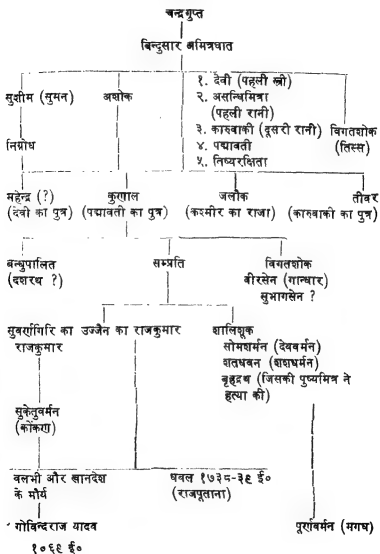 चन्द्रगुप्त
बिन्दुसार अमित्रघात
सुशीम (सुमन)
अशोक
१. देवी (पहली स्त्री)
२. असन्धिमित्रा
(पहली रानी)
३. कारुवाकी (दूसरी रानी)
४. पद्मावती
५. तिष्यरक्षिता
विगतशोक
(तिस्स)
निग्रोध
महेन्द्र (?)
(देवी का पुत्र)
कुणाल
(पद्मावती का पुत्र)
जलौक
(कश्मीर का राजा)
तीवर
(कारुवाकी का पुत्र)
बन्धुपालित
(दशरथ ?)
सम्प्रति
विगतशोक
वीरसेन (गान्धार)
सुभागसेन ?
सुवर्णगिरि का
राजकुमार
उज्जैन का राजकुमार
शालिशूक
सोमशर्मन (देववर्मन)
शतधवन (शशधर्मन)
बृहद्रथ (जिसकी पुष्यमित्र ने
हत्या की)
सुकेतुवर्मन
(कोंकण)
वलभी और खानदेश
के मौर्य
धवल १७३८-३९ ई०
(राजपूताना)
गोविन्दराज यादव
१०६९ ई०
पूर्णवर्मन (मगध)